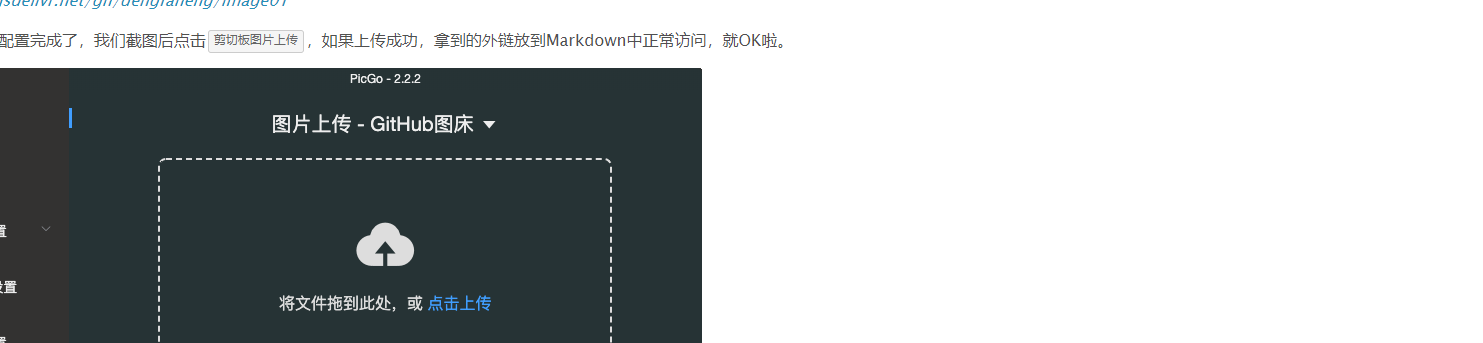 jsdelivr.net/gh/dengfaheng/image01
配置完成了，我们截图后点击 剪切板图片上传 ，如果上传成功，拿到的外链放到Markdown中正常访问，就OK啦。
PicGo - 2.2.2
图片上传 - GitHub图床
置
设置
将文件拖到此处，或 点击上传
置